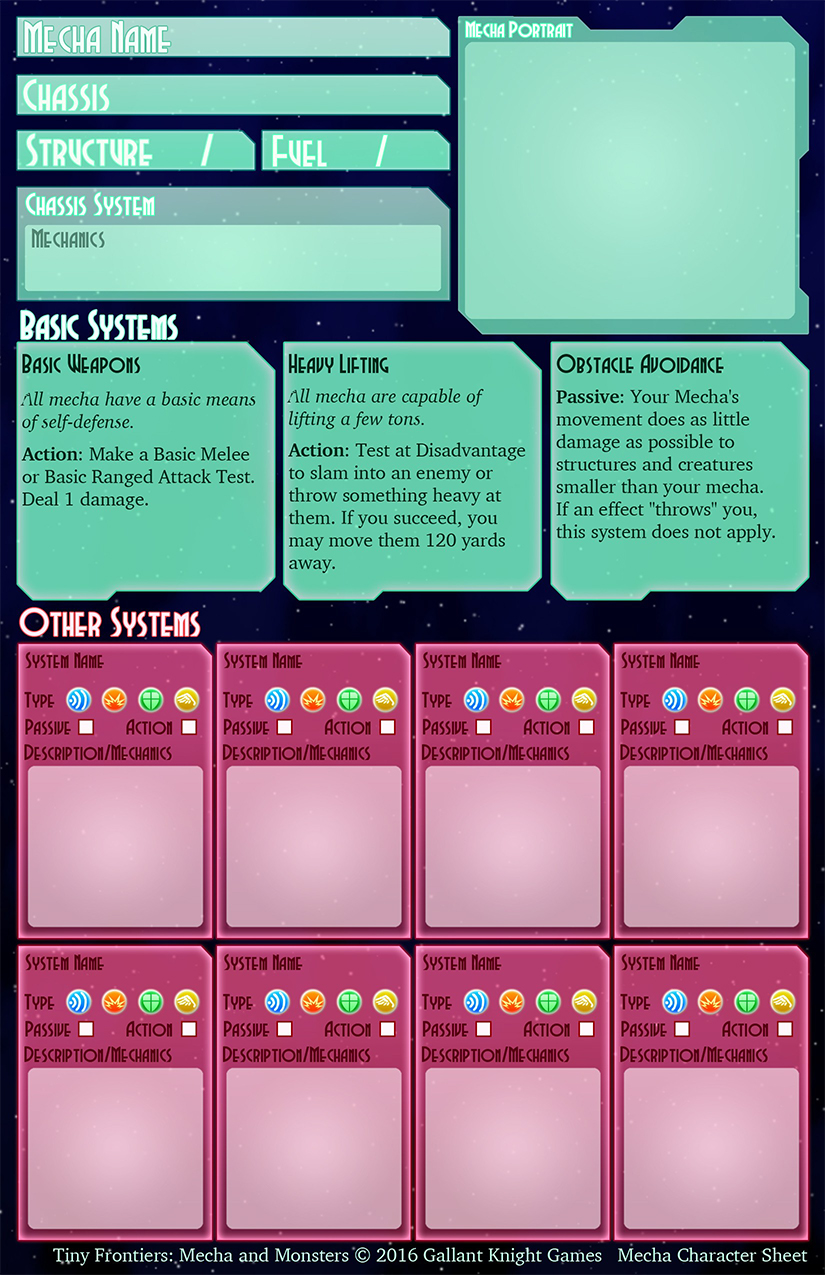 Mecha Name
Mecha Portrait
Chassis
Structure /
Fuel /
Chassis System
Mechanics
Basic Systems
Basic Weapons
All mecha have a basic means
of self-defense.
Action: Make a Basic Melee
or Basic Ranged Attack Test.
Deal 1 damage.
Heavy Lifting
All mecha are capable of
lifting a few tons.
Action: Test at Disadvantage
to slam into an enemy or
throw something heavy at
them. If you succeed, you
may move them 120 yards
away.
Obstacle Avoidance
Passive: Your Mecha's
movement does as little
damage as possible to
structures and creatures
smaller than your mecha.
If an effect "throws" you,
this system does not apply.
Other Systems
System Name
Type
Passive Action
Description/Mechanics
System Name
Type
Passive Action
Description/Mechanics
System Name
Type
Passive Action
Description/Mechanics
System Name
Type
Passive Action
Description/Mechanics
System Name
Type
Passive Action
Description/Mechanics
System Name
Type
Passive Action
Description/Mechanics
System Name
Type
Passive Action
Description/Mechanics
System Name
Type
Passive Action
Description/Mechanics
Tiny Frontiers: Mecha and Monsters © 2016 Gallant Knight Games Mecha Character Sheet